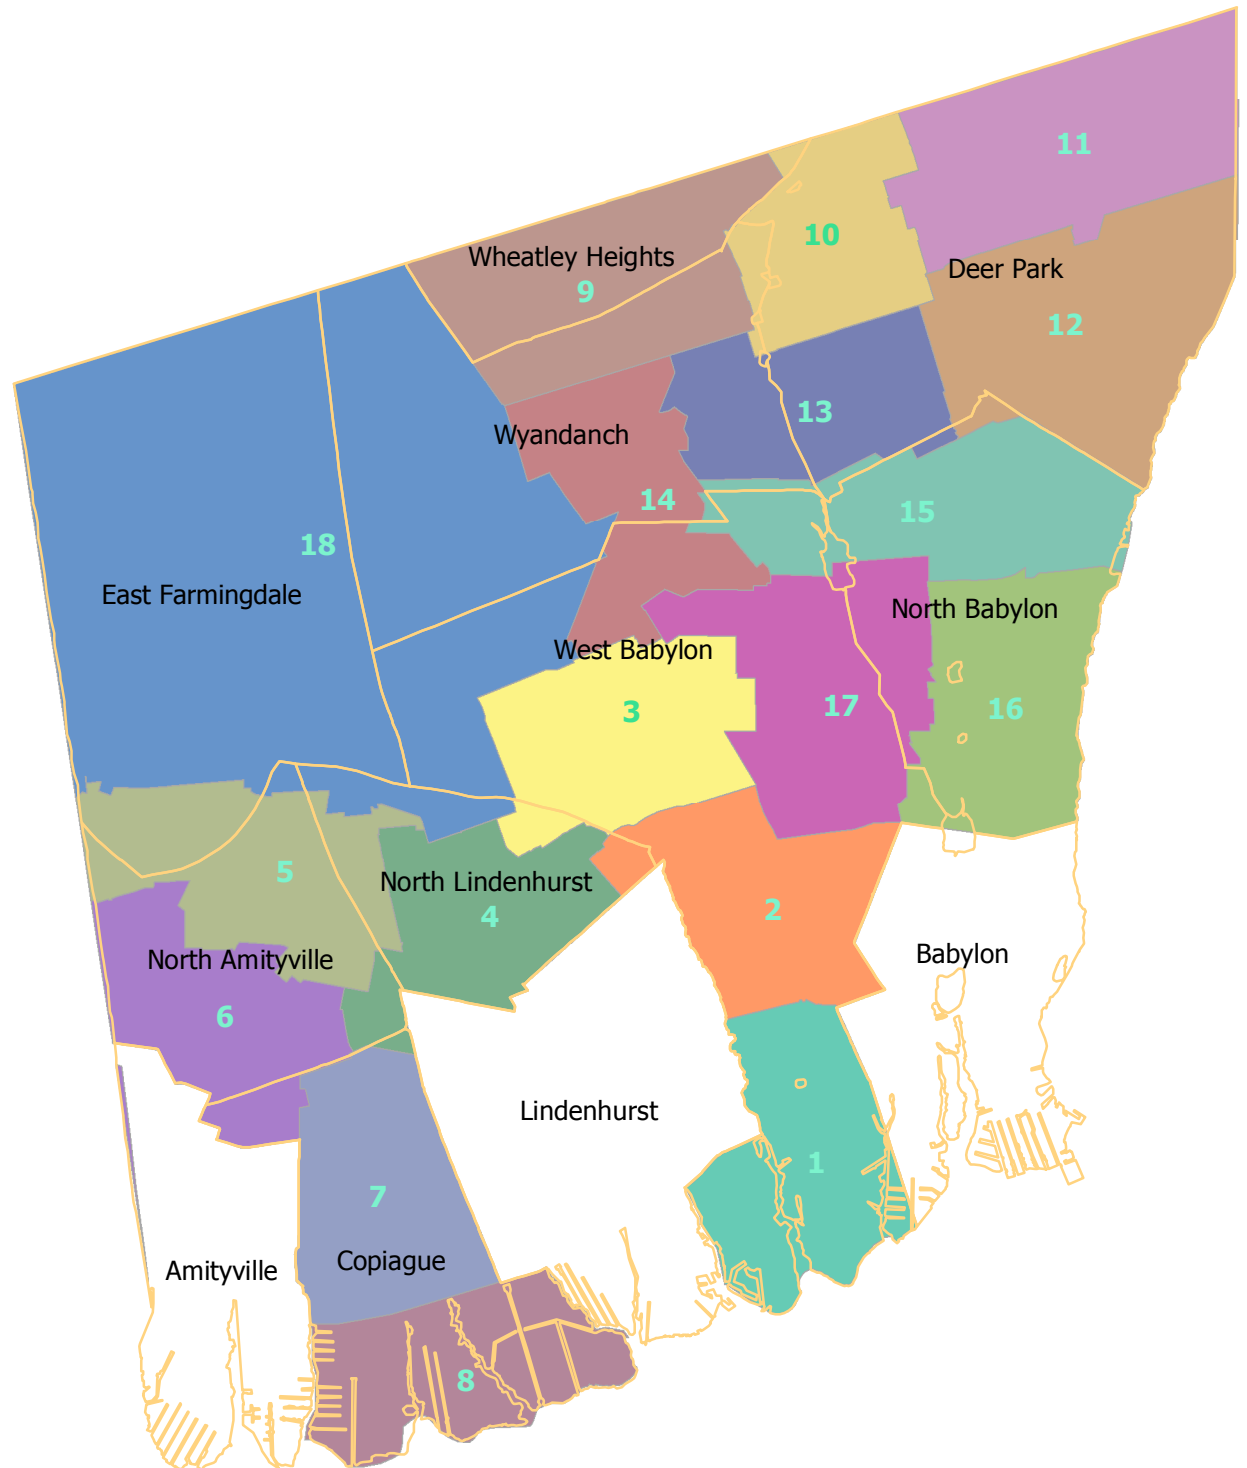 11
10
Wheatley Heights
Deer Park
9
12
13
Wyandanch
14
15
18
East Farmingdale
North Babylon
West Babylon
3
17
16
5
North Lindenhurst
4
2
North Amityville
Babylon
6
Lindenhurst
1
7
Copiague
Amityville
8